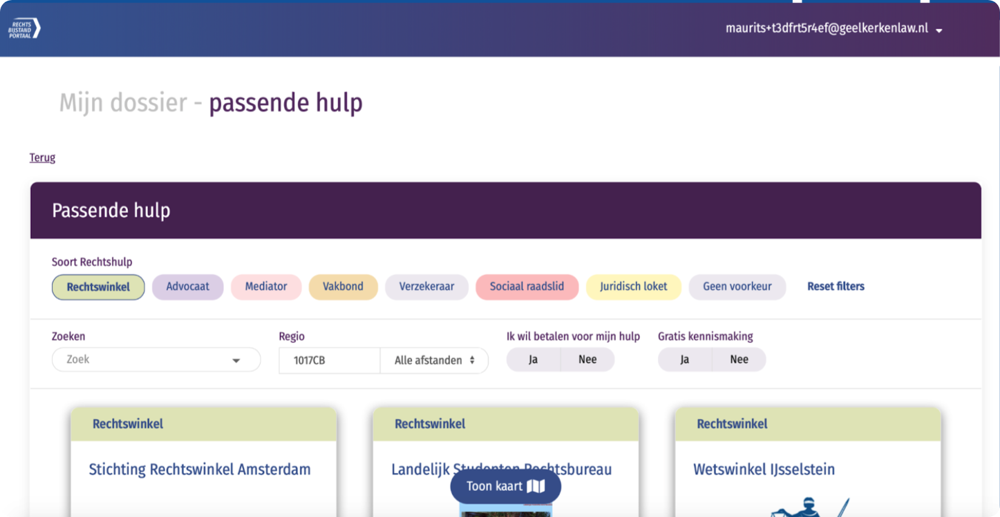 RECHTS
BIJSTAND
PORTAAL
maurits+t3dfrt5r4ef@geelkerkenlaw.nl
Mijn dossier - passende hulp
Terug
Passende hulp
Soort Rechtshulp
Rechtswinkel Advocaat Mediator Vakbond Verzekeraar Sociaal raadslid Juridisch loket Geen voorkeur Reset filters
Zoeken Regio Ik wil betalen voor mijn hulp Gratis kennismaking
Zoek 1017CB Alle afstanden Ja Nee Ja Nee
Rechtswinkel Rechtswinkel Rechtswinkel
Stichting Rechtswinkel Amsterdam Landelijk Studenten Rechtsbureau Wetswinkel IJsselstein
Toon kaart